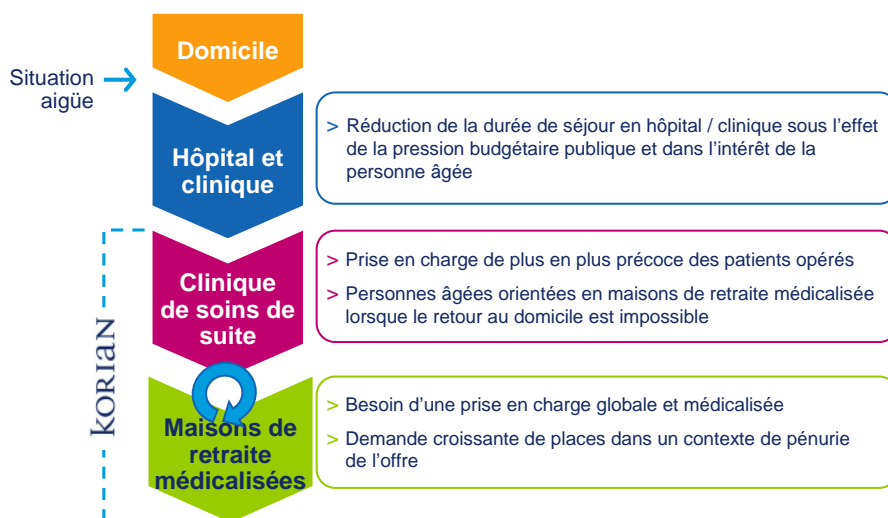 Domicile
Situation
aigüe
Hôpital et
clinique
> Réduction de la durée de séjour en hôpital / clinique sous l'effet
de la pression budgétaire publique et dans l'intérêt de la
personne âgée
Clinique
de soins de
suite
> Prise en charge de plus en plus précoce des patients opérés
> Personnes âgées orientées en maisons de retraite médicalisée
lorsque le retour au domicile est impossible
KORIAN
Maisons de
retraite
médicalisées
> Besoin d'une prise en charge globale et médicalisée
> Demande croissante de places dans un contexte de pénurie
de l'offre